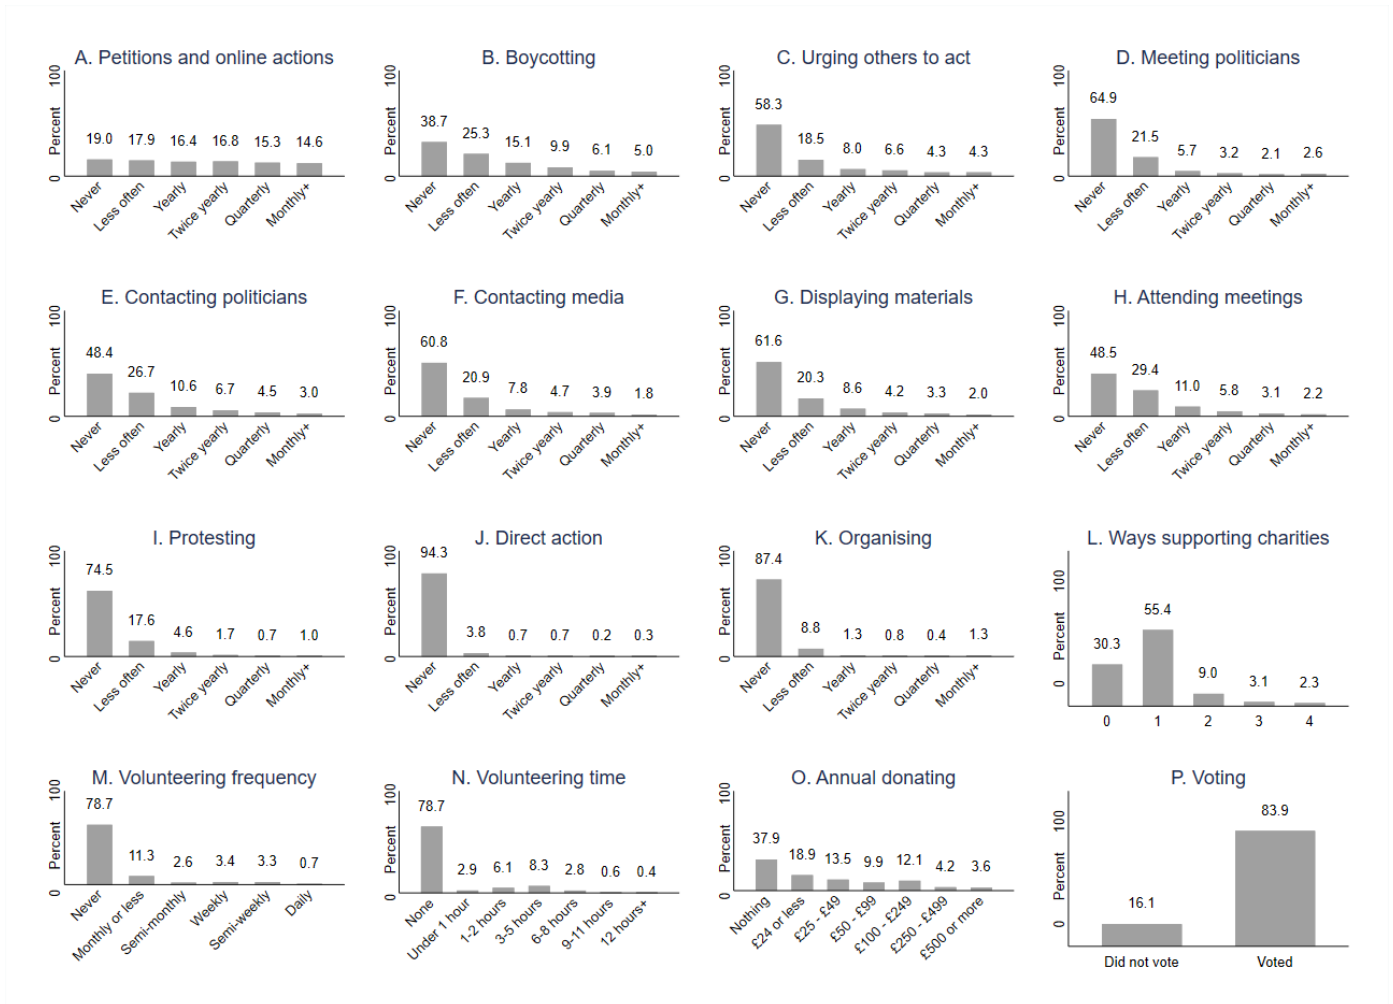 A. Petitions and online actions
Percent
100
0
19.0 17.9 16.4 16.8 15.3 14.6
Never Less often Yearly Twice yearly Quarterly Monthly+
B. Boycotting
Percent
100
0
38.7 25.3 15.1 9.9 6.1 5.0
Never Less often Yearly Twice yearly Quarterly Monthly+
C. Urging others to act
Percent
100
0
58.3 18.5 8.0 6.6 4.3 4.3
Never Less often Yearly Twice yearly Quarterly Monthly+
D. Meeting politicians
Percent
100
0
64.9 21.5 5.7 3.2 2.1 2.6
Never Less often Yearly Twice yearly Quarterly Monthly+
E. Contacting politicians
Percent
100
0
48.4 26.7 10.6 6.7 4.5 3.0
Never Less often Yearly Twice yearly Quarterly Monthly+
F. Contacting media
Percent
100
0
60.8 20.9 7.8 4.7 3.9 1.8
Never Less often Yearly Twice yearly Quarterly Monthly+
G. Displaying materials
Percent
100
0
61.6 20.3 8.6 4.2 3.3 2.0
Never Less often Yearly Twice yearly Quarterly Monthly+
H. Attending meetings
Percent
100
0
48.5 29.4 11.0 5.8 3.1 2.2
Never Less often Yearly Twice yearly Quarterly Monthly+
I. Protesting
Percent
100
0
74.5 17.6 4.6 1.7 0.7 1.0
Never Less often Yearly Twice yearly Quarterly Monthly+
J. Direct action
Percent
100
0
94.3 3.8 0.7 0.7 0.2 0.3
Never Less often Yearly Twice yearly Quarterly Monthly+
K. Organising
Percent
100
0
87.4 8.8 1.3 0.8 0.4 1.3
Never Less often Yearly Twice yearly Quarterly Monthly+
L. Ways supporting charities
Percent
100
0
30.3 55.4 9.0 3.1 2.3
0 1 2 3 4
M. Volunteering frequency
Percent
100
0
78.7 11.3 2.6 3.4 3.3 0.7
Never Monthly or less Semi-monthly Weekly Semi-weekly Daily
N. Volunteering time
Percent
100
0
78.7 2.9 6.1 8.3 2.8 0.6 0.4
None Under 1 hour 1-2 hours 3-5 hours 6-8 hours 9-11 hours 12 hours+
O. Annual donating
Percent
100
0
37.9 18.9 13.5 9.9 12.1 4.2 3.6
Nothing £24 or less £25 - £49 £50 - £99 £100 - £249 £250 - £499 £500 or more
P. Voting
Percent
100
0
16.1 83.9
Did not vote Voted